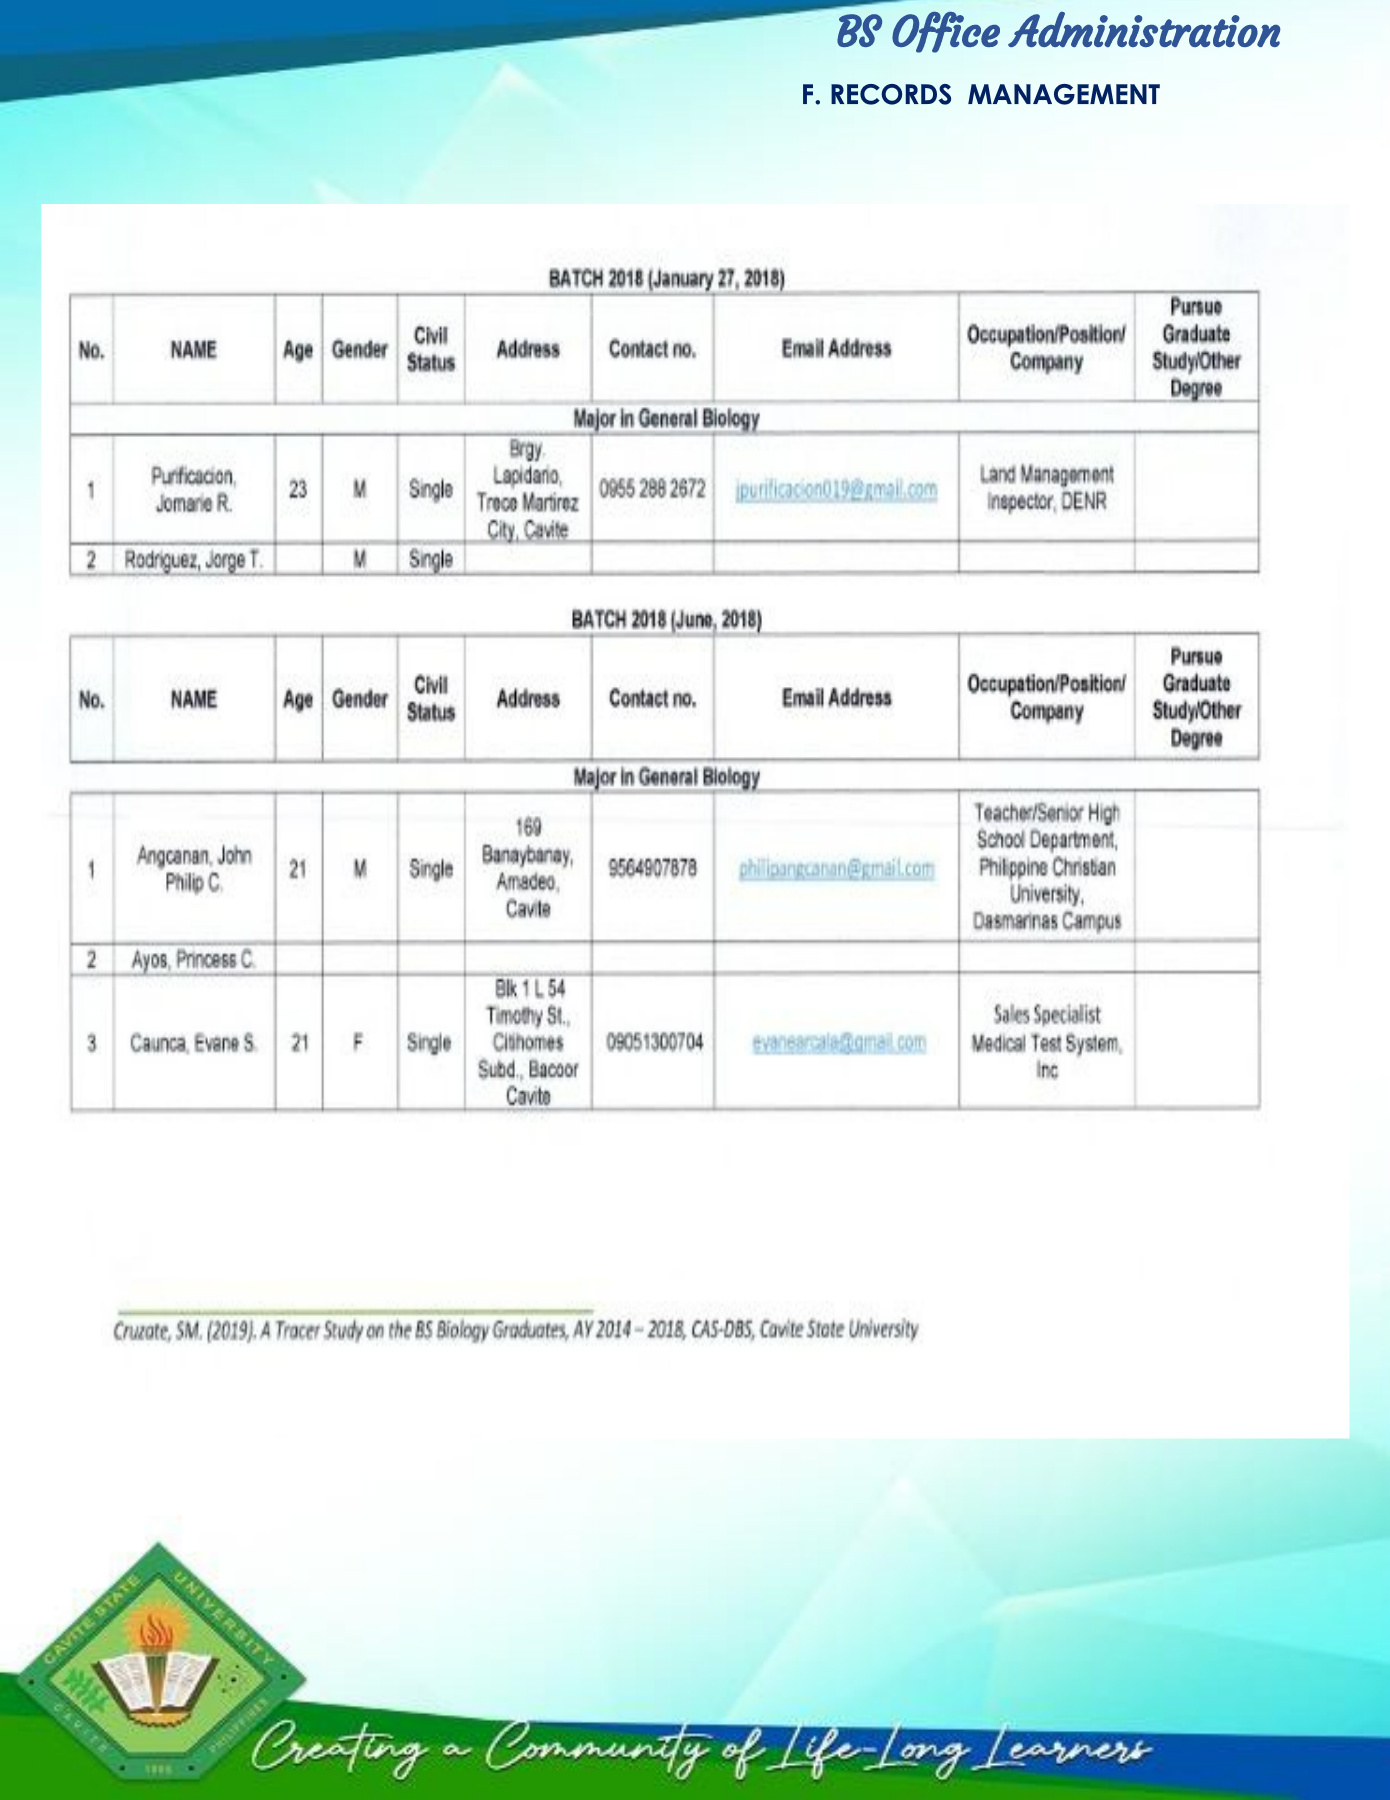 BS Office Administration
F. RECORDS MANAGEMENT
BATCH 2018 (January 27, 2018)
No. NAME Age Gender Civil Status Address Contact no. Email Address Occupation/Position/ Company Pursue Graduate Study/Other Degree
Major in General Biology
1 Purificacion, Jomarie R. 23 M Single Brgy. Lapidario, Trece Martirez City, Cavite 0955 288 2672 jpurificacion019@gmail.com Land Management Inspector, DENR
2 Rodriguez, Jorge T. M Single
BATCH 2018 (June, 2018)
No. NAME Age Gender Civil Status Address Contact no. Email Address Occupation/Position/ Company Pursue Graduate Study/Other Degree
Major in General Biology
1 Angcanan, John Philip C. 21 M Single 169 Banaybanay, Amadeo, Cavite 9564907878 philipangcanan@gmail.com Teacher/Senior High School Department, Philippine Christian University, Dasmarinas Campus
2 Ayos, Princess C.
3 Caunca, Evane S. 21 F Single Blk 1 L 54 Timothy St., Citihomes Subd., Bacoor Cavite 09051300704 evanearcala@gmail.com Sales Specialist Medical Test System, Inc
Cruzate, SM. (2019). A Tracer Study on the BS Biology Graduates, AY 2014 – 2018, CAS-DBS, Cavite State University
CAVITE STATE UNIVERSITY
CAVITE PHILIPPINES
1906
Creating a Community of Life-Long Learners